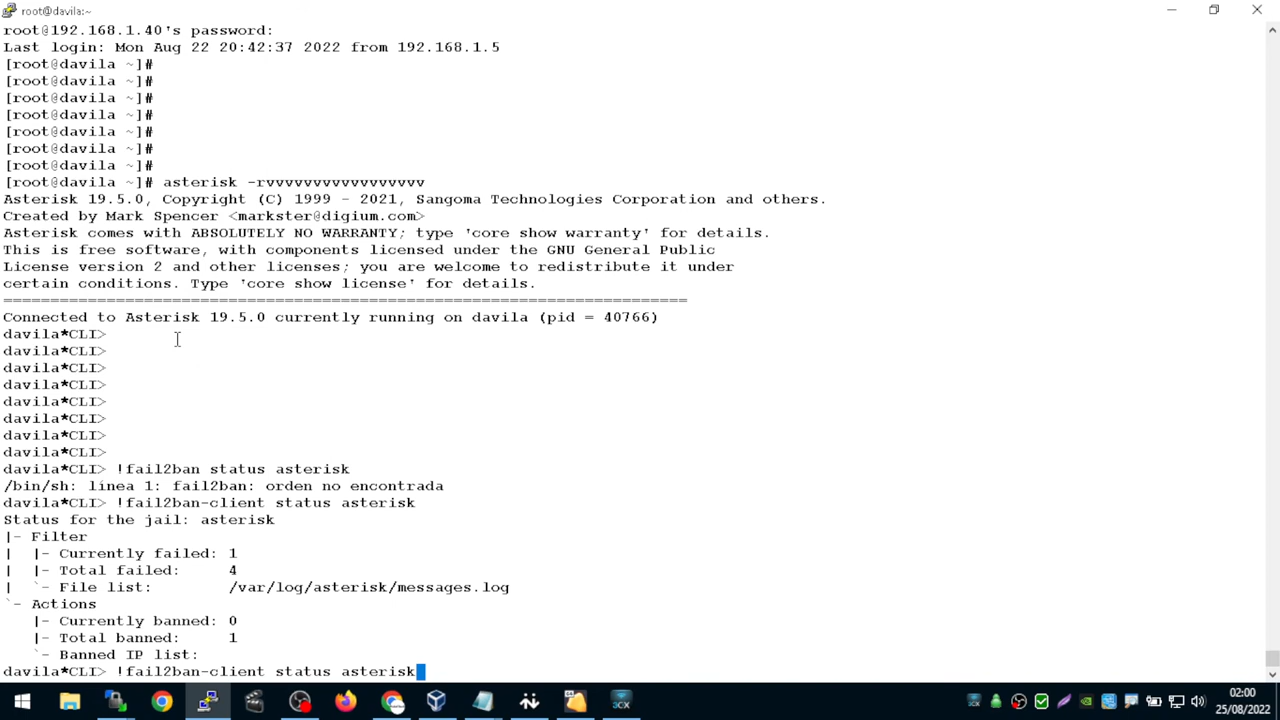 root@davila:~
root@192.168.1.40's password:
Last login: Mon Aug 22 20:42:37 2022 from 192.168.1.5
[root@davila ~]#
[root@davila ~]#
[root@davila ~]#
[root@davila ~]#
[root@davila ~]#
[root@davila ~]#
[root@davila ~]#
[root@davila ~]# asterisk -rvvvvvvvvvvvvvvvvv
Asterisk 19.5.0, Copyright (C) 1999 - 2021, Sangoma Technologies Corporation and others.
Created by Mark Spencer <markster@digium.com>
Asterisk comes with ABSOLUTELY NO WARRANTY; type 'core show warranty' for details.
This is free software, with components licensed under the GNU General Public
License version 2 and other licenses; you are welcome to redistribute it under
certain conditions. Type 'core show license' for details.
=========================================================================
Connected to Asterisk 19.5.0 currently running on davila (pid = 40766)
davila*CLI>
davila*CLI>
davila*CLI>
davila*CLI>
davila*CLI>
davila*CLI>
davila*CLI>
davila*CLI>
davila*CLI> !fail2ban status asterisk
/bin/sh: línea 1: fail2ban: orden no encontrada
davila*CLI> !fail2ban-client status asterisk
Status for the jail: asterisk
|- Filter
|  |- Currently failed: 1
|  |- Total failed:     4
|  `- File list:        /var/log/asterisk/messages.log
`- Actions
   |- Currently banned: 0
   |- Total banned:     1
   `- Banned IP list:
davila*CLI> !fail2ban-client status asterisk
3CX
3CX
02:00
25/08/2022